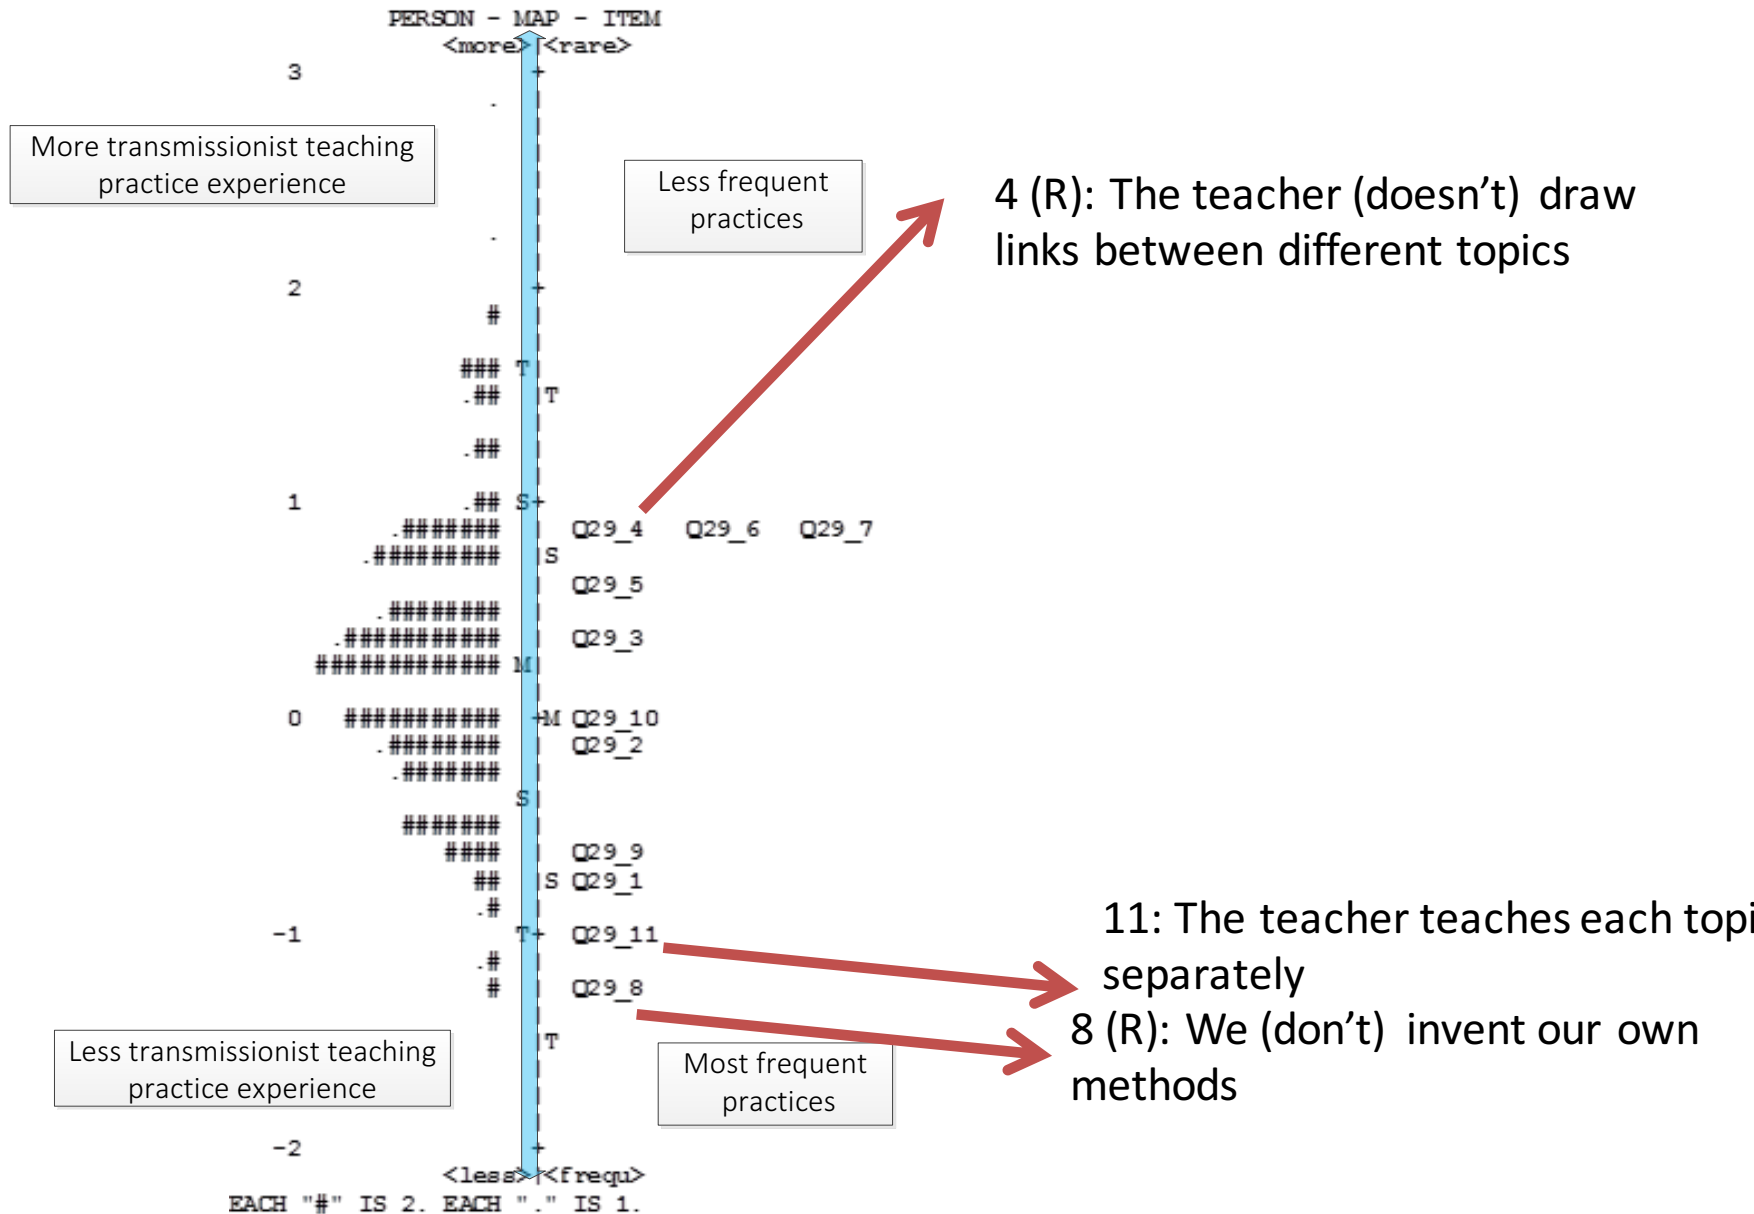 PERSON - MAP - ITEM
<more>|<rare>
3 +
.
More transmissionist teaching
practice experience
Less frequent
practices
4 (R): The teacher (doesn't) draw
links between different topics
.
2 +
#
### T|
.## |T
.##
1 .## S+
.####### | Q29_4 Q29_6 Q29_7
.######### |S
| Q29_5
.######## |
.########### | Q29_3
############# M|
0 ########### +M Q29_10
.######## | Q29_2
.####### |
S|
####### |
#### | Q29_9
## |S Q29_1
.# |
-1 T+ Q29_11
.# |
# | Q29_8
|T
11: The teacher teaches each topi
separately
8 (R): We (don't) invent our own
methods
Less transmissionist teaching
practice experience
Most frequent
practices
-2 +
<less>|<frequ>
EACH "#" IS 2. EACH "." IS 1.